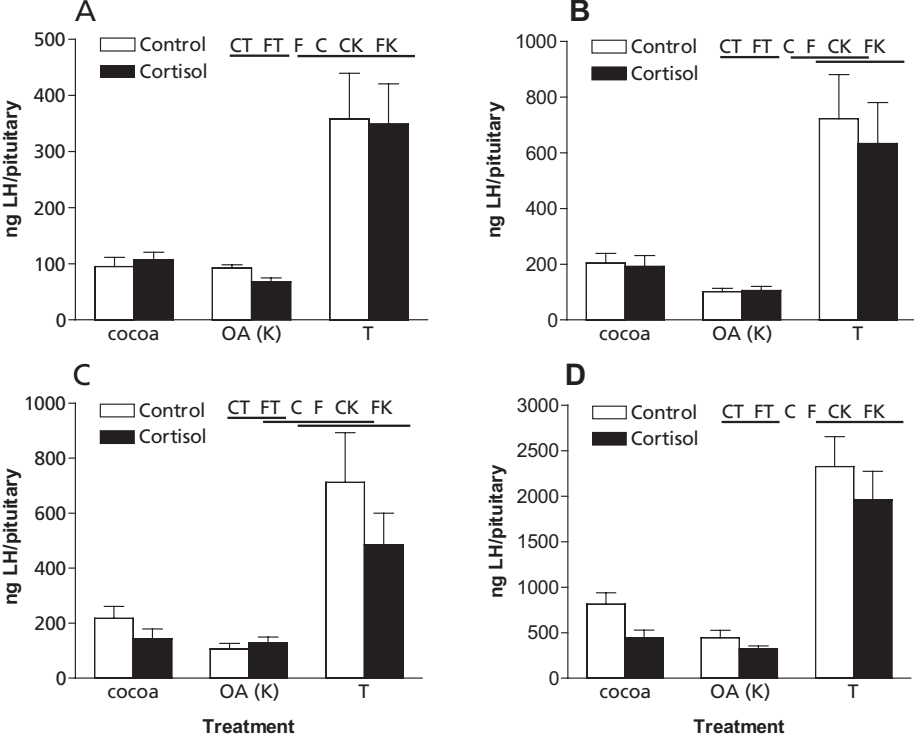 A
ng LH/pituitary
500
400
300
200
100
0
Control
Cortisol
CT FT F C CK FK
cocoa OA (K) T
B
ng LH/pituitary
1000
800
600
400
200
0
Control
Cortisol
CT FT C F CK FK
cocoa OA (K) T
C
ng LH/pituitary
1000
800
600
400
200
0
Control
Cortisol
CT FT C F CK FK
cocoa OA (K) T
Treatment
D
ng LH/pituitary
3000
2500
2000
1500
1000
500
0
Control
Cortisol
CT FT C F CK FK
cocoa OA (K) T
Treatment